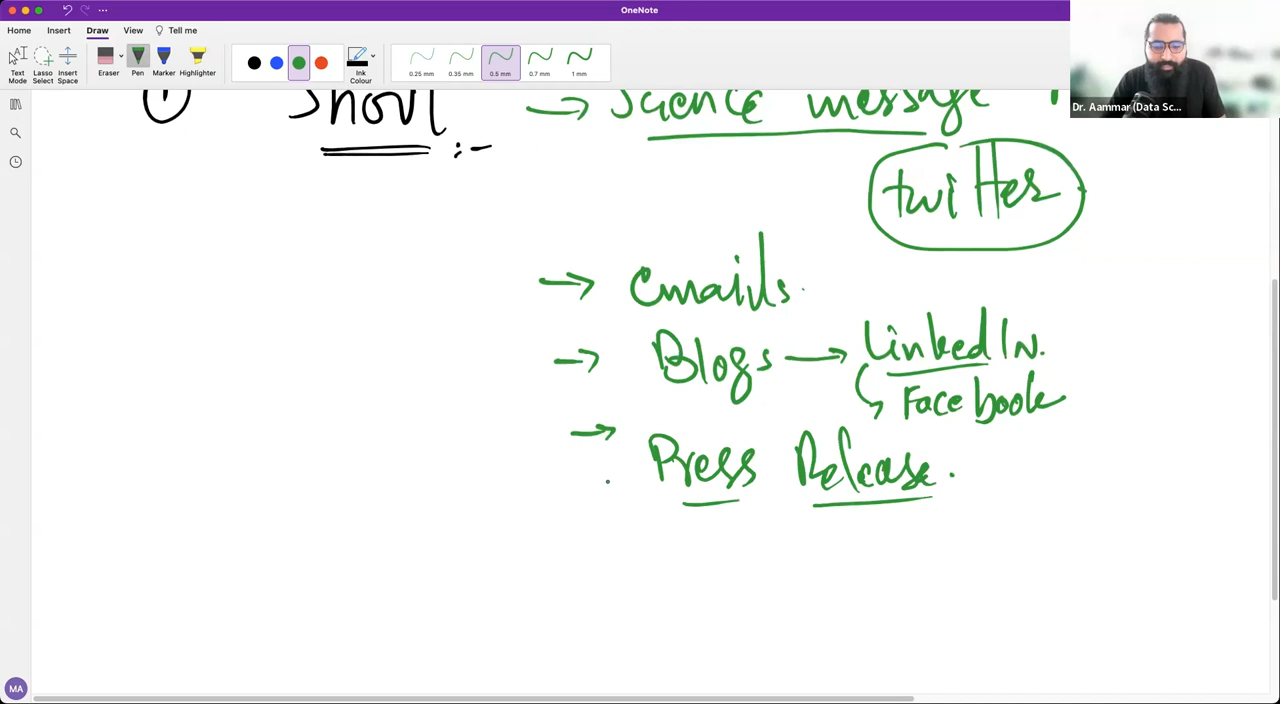 OneNote
Home Insert Draw View Tell me
Text Mode Lasso Select Insert Space Eraser Pen Marker Highlighter Ink Colour 0.25 mm 0.35 mm 0.5 mm 0.7 mm 1 mm
Dr. Aammar (Data Sc...
① Short :- → Science message
twitter
→ emails.
→ Blogs → LinkedIn.
Facebook
→ Press Release.
MA